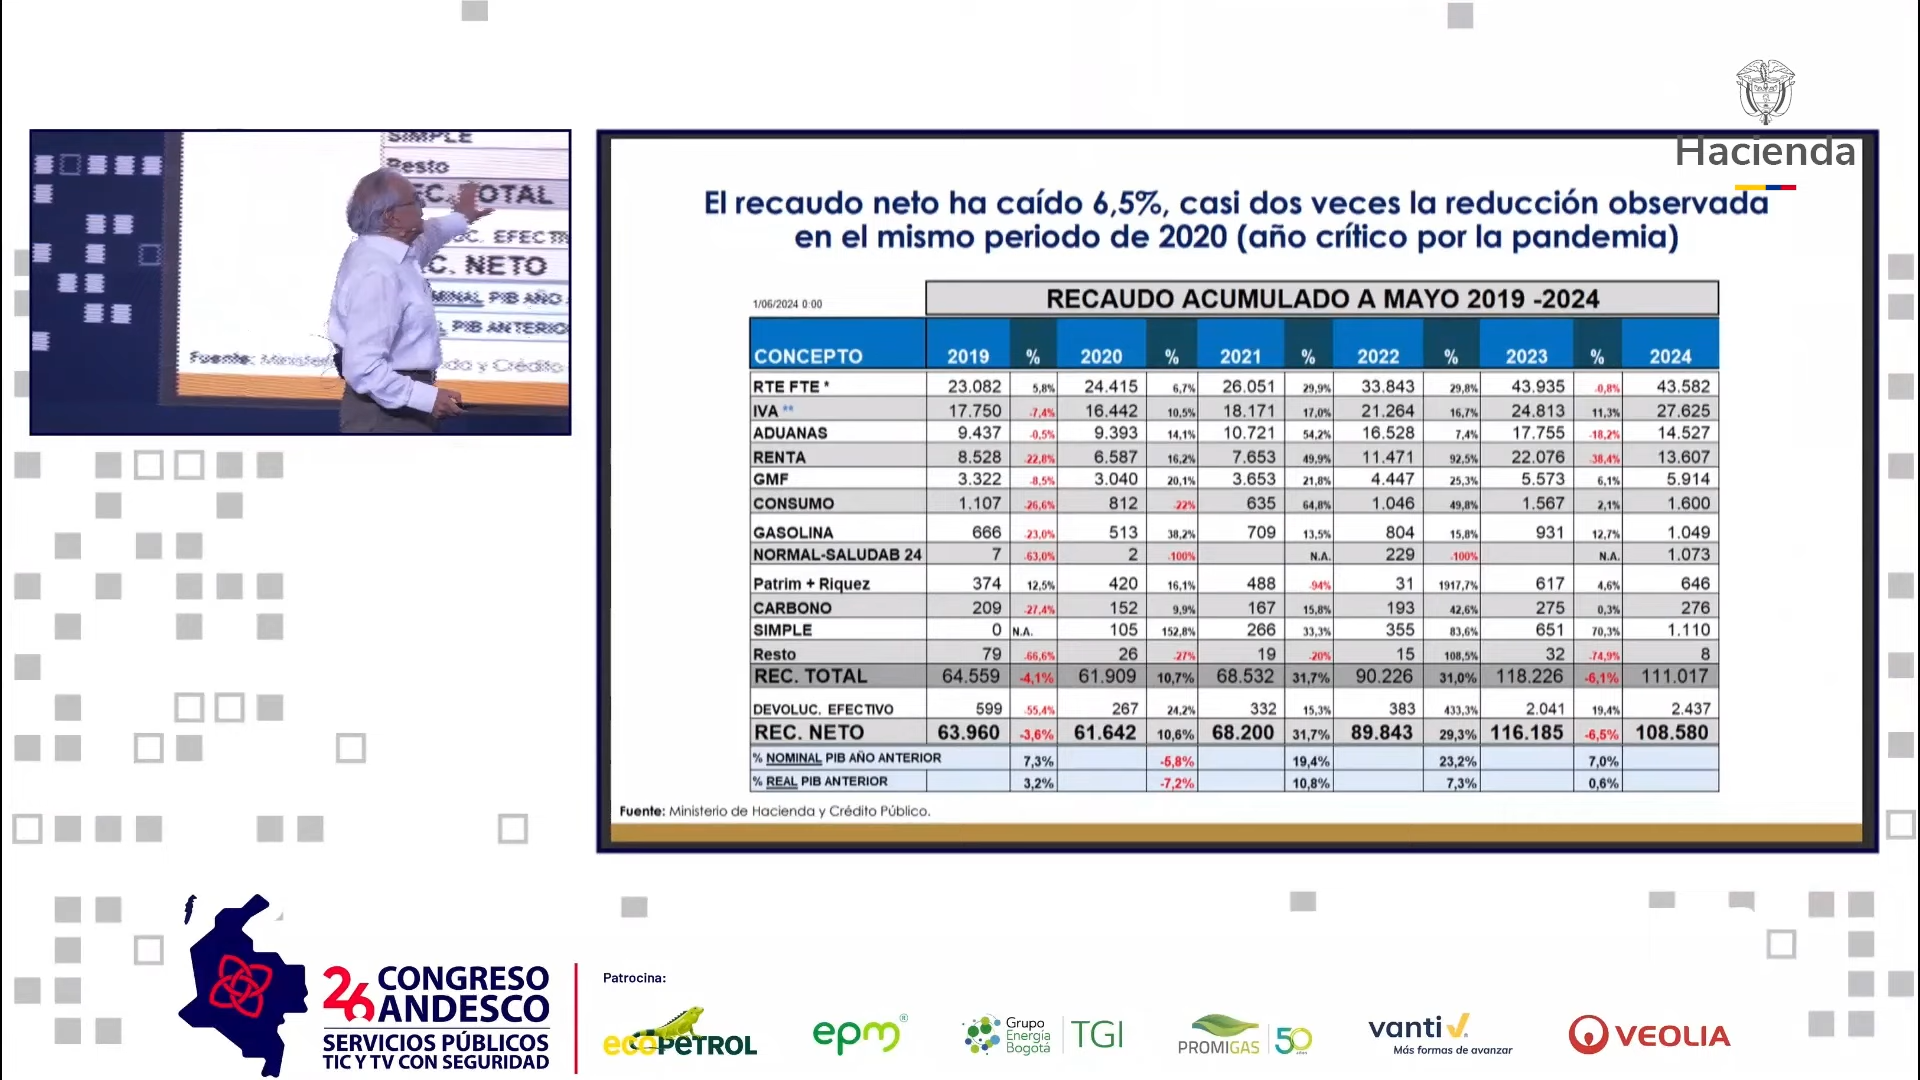 SIMPLE
Resto
REC. TOTAL
EFECTIV
C. NETO
MINAL PIB AÑO
PIB ANTERIO
Fuente: Minister
da y Crédito
Hacienda
El recaudo neto ha caído 6,5%, casi dos veces la reducción observada
en el mismo periodo de 2020 (año crítico por la pandemia)
1/06/2024 0:00
RECAUDO ACUMULADO A MAYO 2019 -2024
CONCEPTO 2019 % 2020 % 2021 % 2022 % 2023 % 2024
RTE FTE * 23.082 5,8% 24.415 6,7% 26.051 29,9% 33.843 29,8% 43.935 -0,8% 43.582
IVA ** 17.750 -7,4% 16.442 10,5% 18.171 17,0% 21.264 16,7% 24.813 11,3% 27.625
ADUANAS 9.437 -0,5% 9.393 14,1% 10.721 54,2% 16.528 7,4% 17.755 -18,2% 14.527
RENTA 8.528 -22,8% 6.587 16,2% 7.653 49,9% 11.471 92,5% 22.076 -38,4% 13.607
GMF 3.322 -8,5% 3.040 20,1% 3.653 21,8% 4.447 25,3% 5.573 6,1% 5.914
CONSUMO 1.107 -26,6% 812 -22% 635 64,8% 1.046 49,8% 1.567 2,1% 1.600
GASOLINA 666 -23,0% 513 38,2% 709 13,5% 804 15,8% 931 12,7% 1.049
NORMAL-SALUDAB 24 7 -63,0% 2 -100% N.A. 229 -100% N.A. 1.073
Patrim + Riquez 374 12,5% 420 16,1% 488 -94% 31 1917,7% 617 4,6% 646
CARBONO 209 -27,4% 152 9,9% 167 15,8% 193 42,6% 275 0,3% 276
SIMPLE 0 N.A. 105 152,8% 266 33,3% 355 83,6% 651 70,3% 1.110
Resto 79 -66,6% 26 -27% 19 -20% 15 108,5% 32 -74,9% 8
REC. TOTAL 64.559 -4,1% 61.909 10,7% 68.532 31,7% 90.226 31,0% 118.226 -6,1% 111.017
DEVOLUC. EFECTIVO 599 -55,4% 267 24,2% 332 15,3% 383 433,3% 2.041 19,4% 2.437
REC. NETO 63.960 -3,6% 61.642 10,6% 68.200 31,7% 89.843 29,3% 116.185 -6,5% 108.580
% NOMINAL PIB AÑO ANTERIOR 7,3% -5,8% 19,4% 23,2% 7,0%
% REAL PIB ANTERIOR 3,2% -7,2% 10,8% 7,3% 0,6%
Fuente: Ministerio de Hacienda y Crédito Público.
26 CONGRESO
ANDESCO
SERVICIOS PÚBLICOS
TIC Y TV CON SEGURIDAD
Patrocina:
ecopetrol
epm®
Grupo
Energía
Bogotá
TGI
PROMIGAS 50
vanti
Más formas de avanzar
VEOLIA